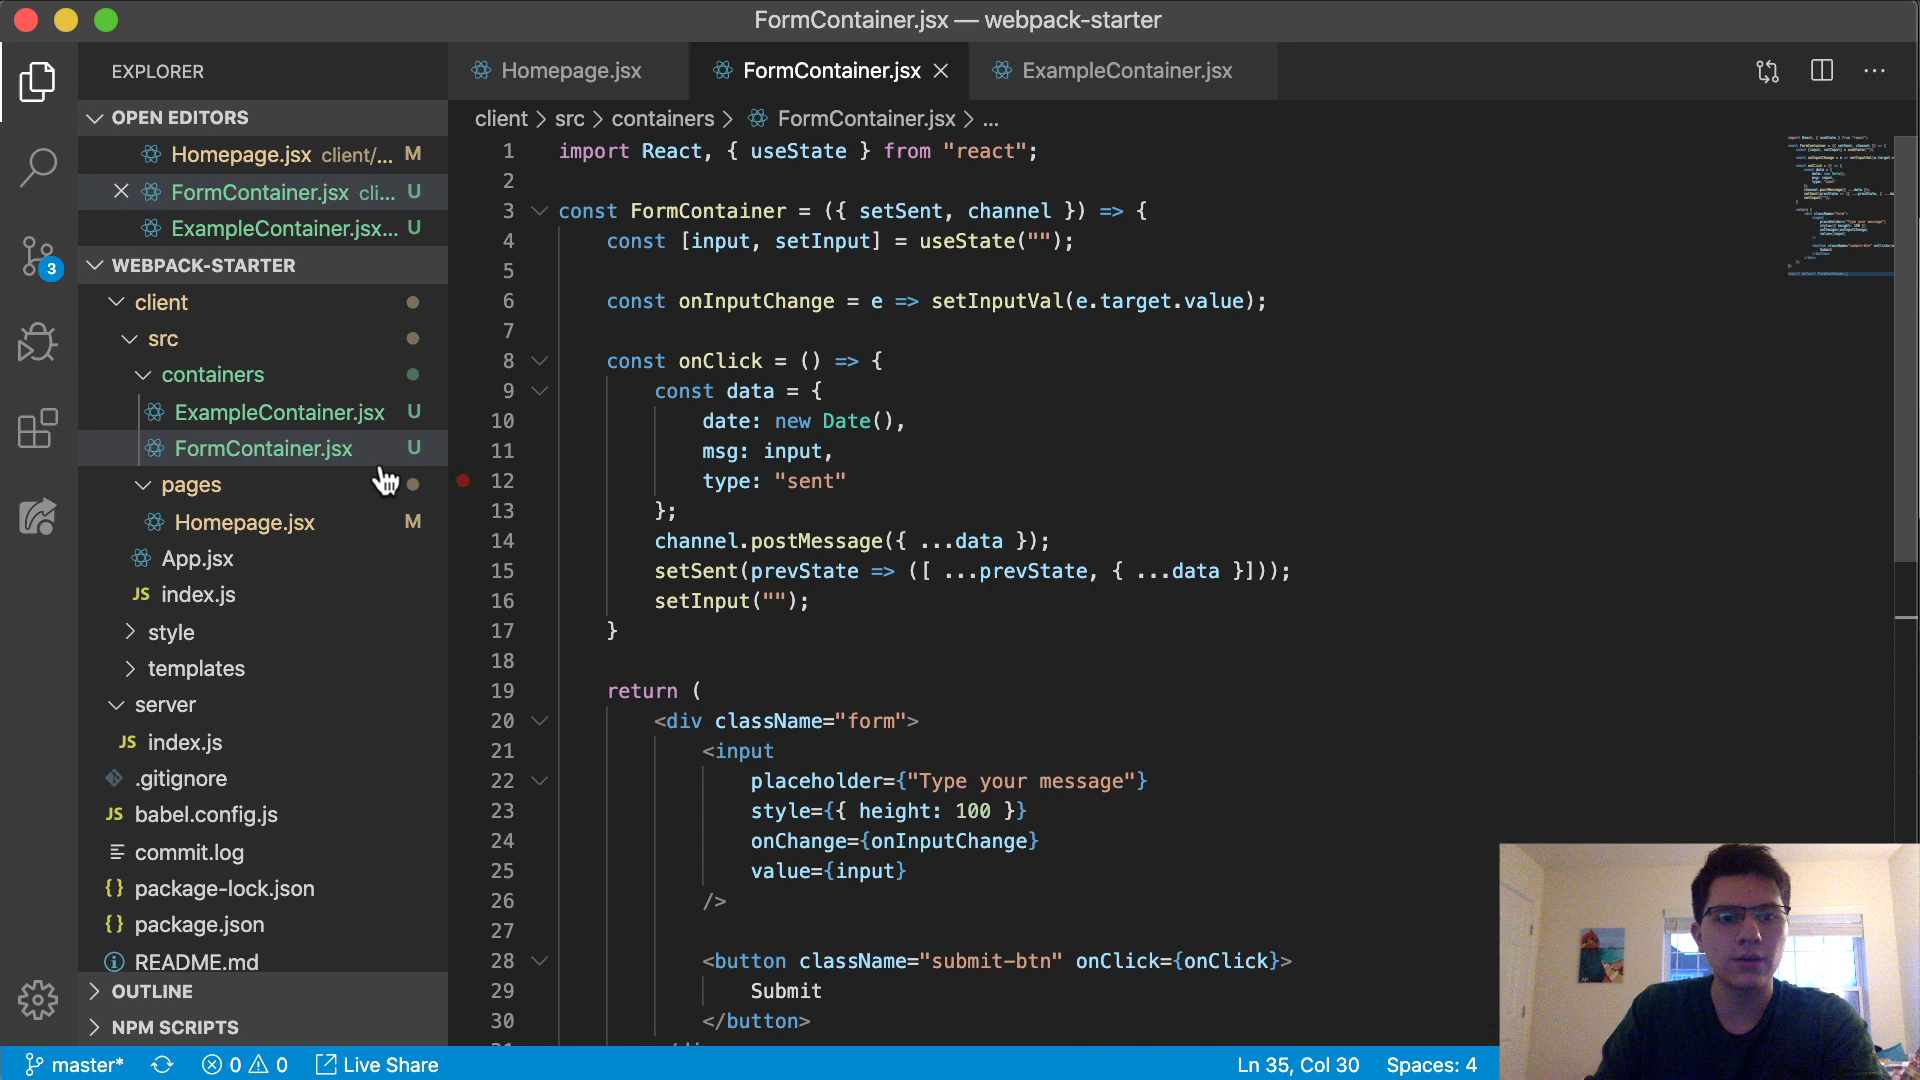 FormContainer.jsx — webpack-starter
EXPLORER
Homepage.jsx
FormContainer.jsx
ExampleContainer.jsx
OPEN EDITORS
Homepage.jsx client/... M
FormContainer.jsx cli... U
ExampleContainer.jsx... U
WEBPACK-STARTER
client
src
containers
ExampleContainer.jsx U
FormContainer.jsx U
pages
Homepage.jsx M
App.jsx
JS index.js
style
templates
server
JS index.js
.gitignore
JS babel.config.js
commit.log
{} package-lock.json
{} package.json
README.md
OUTLINE
NPM SCRIPTS
3
client > src > containers > FormContainer.jsx > ...
1 import React, { useState } from "react";
2
3 const FormContainer = ({ setSent, channel }) => {
4 const [input, setInput] = useState("");
5
6 const onInputChange = e => setInputVal(e.target.value);
7
8 const onClick = () => {
9 const data = {
10 date: new Date(),
11 msg: input,
12 type: "sent"
13 };
14 channel.postMessage({ ...data });
15 setSent(prevState => ([ ...prevState, { ...data }]));
16 setInput("");
17 }
18
19 return (
20 <div className="form">
21 <input
22 placeholder={"Type your message"}
23 style={{ height: 100 }}
24 onChange={onInputChange}
25 value={input}
26 />
27
28 <button className="submit-btn" onClick={onClick}>
29 Submit
30 </button>
master* 0 0 Live Share
Ln 35, Col 30 Spaces: 4